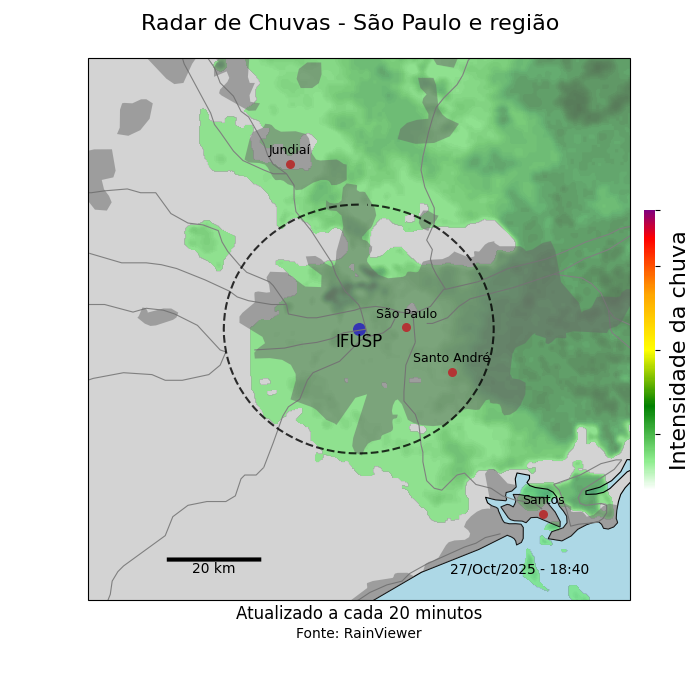 Radar de Chuvas - São Paulo e região
Jundiaí
São Paulo
IFUSP
Santo André
Santos
20 km
27/Oct/2025 - 18:40
Intensidade da chuva
Atualizado a cada 20 minutos
Fonte: RainViewer